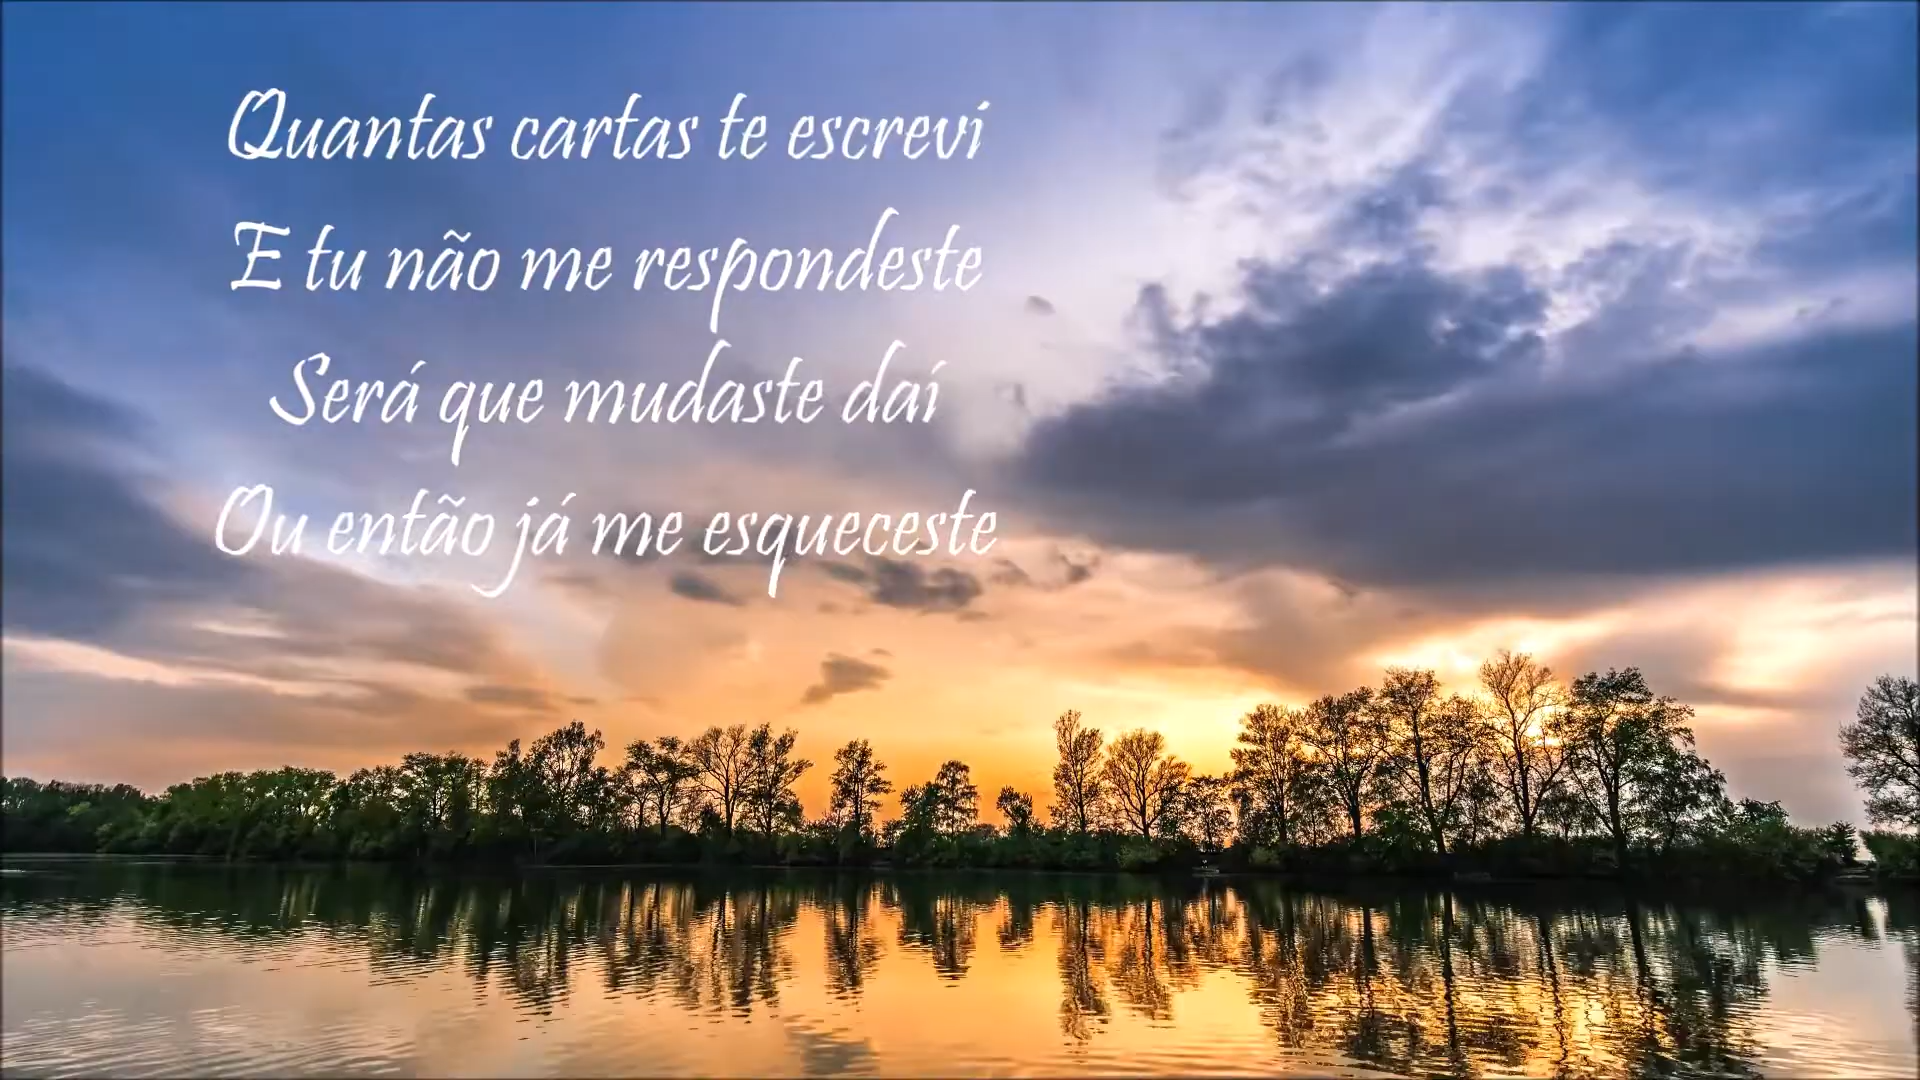 Quantas cartas te escrevi
E tu não me respondeste
Será que mudaste daí
Ou então já me esqueceste